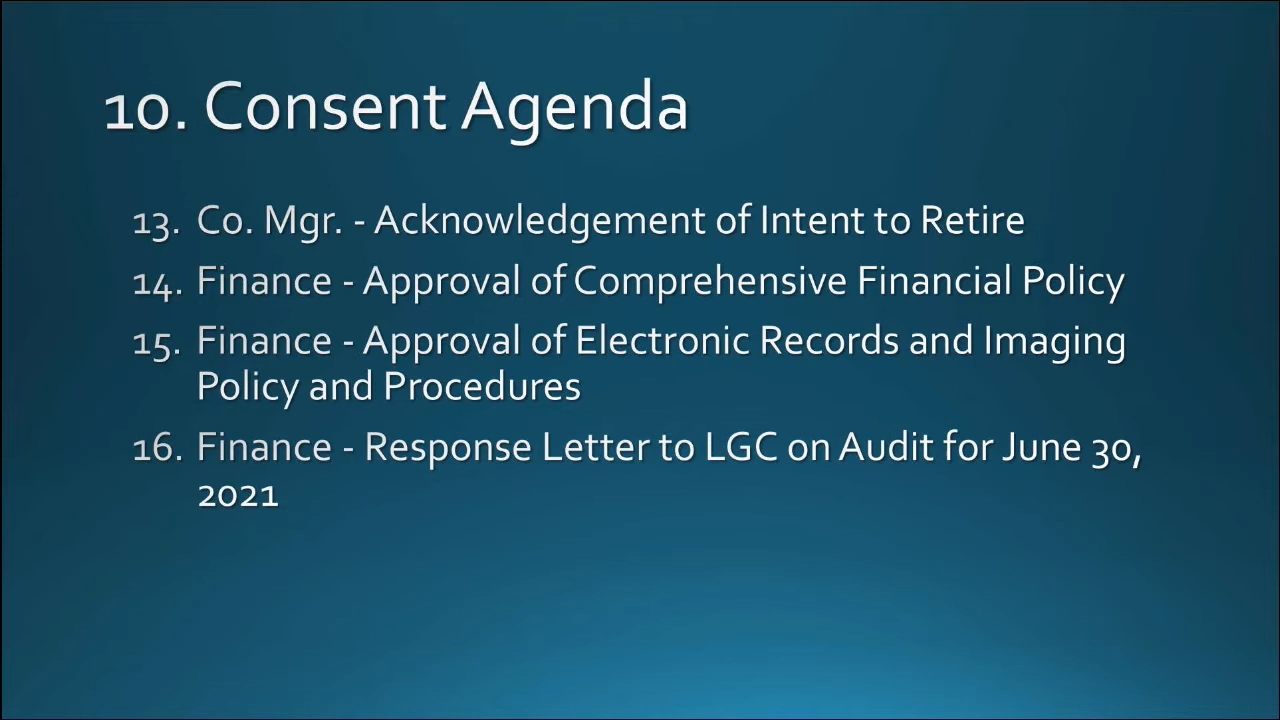 10. Consent Agenda
13. Co. Mgr. - Acknowledgement of Intent to Retire
14. Finance - Approval of Comprehensive Financial Policy
15. Finance - Approval of Electronic Records and Imaging
Policy and Procedures
16. Finance - Response Letter to LGC on Audit for June 30,
2021